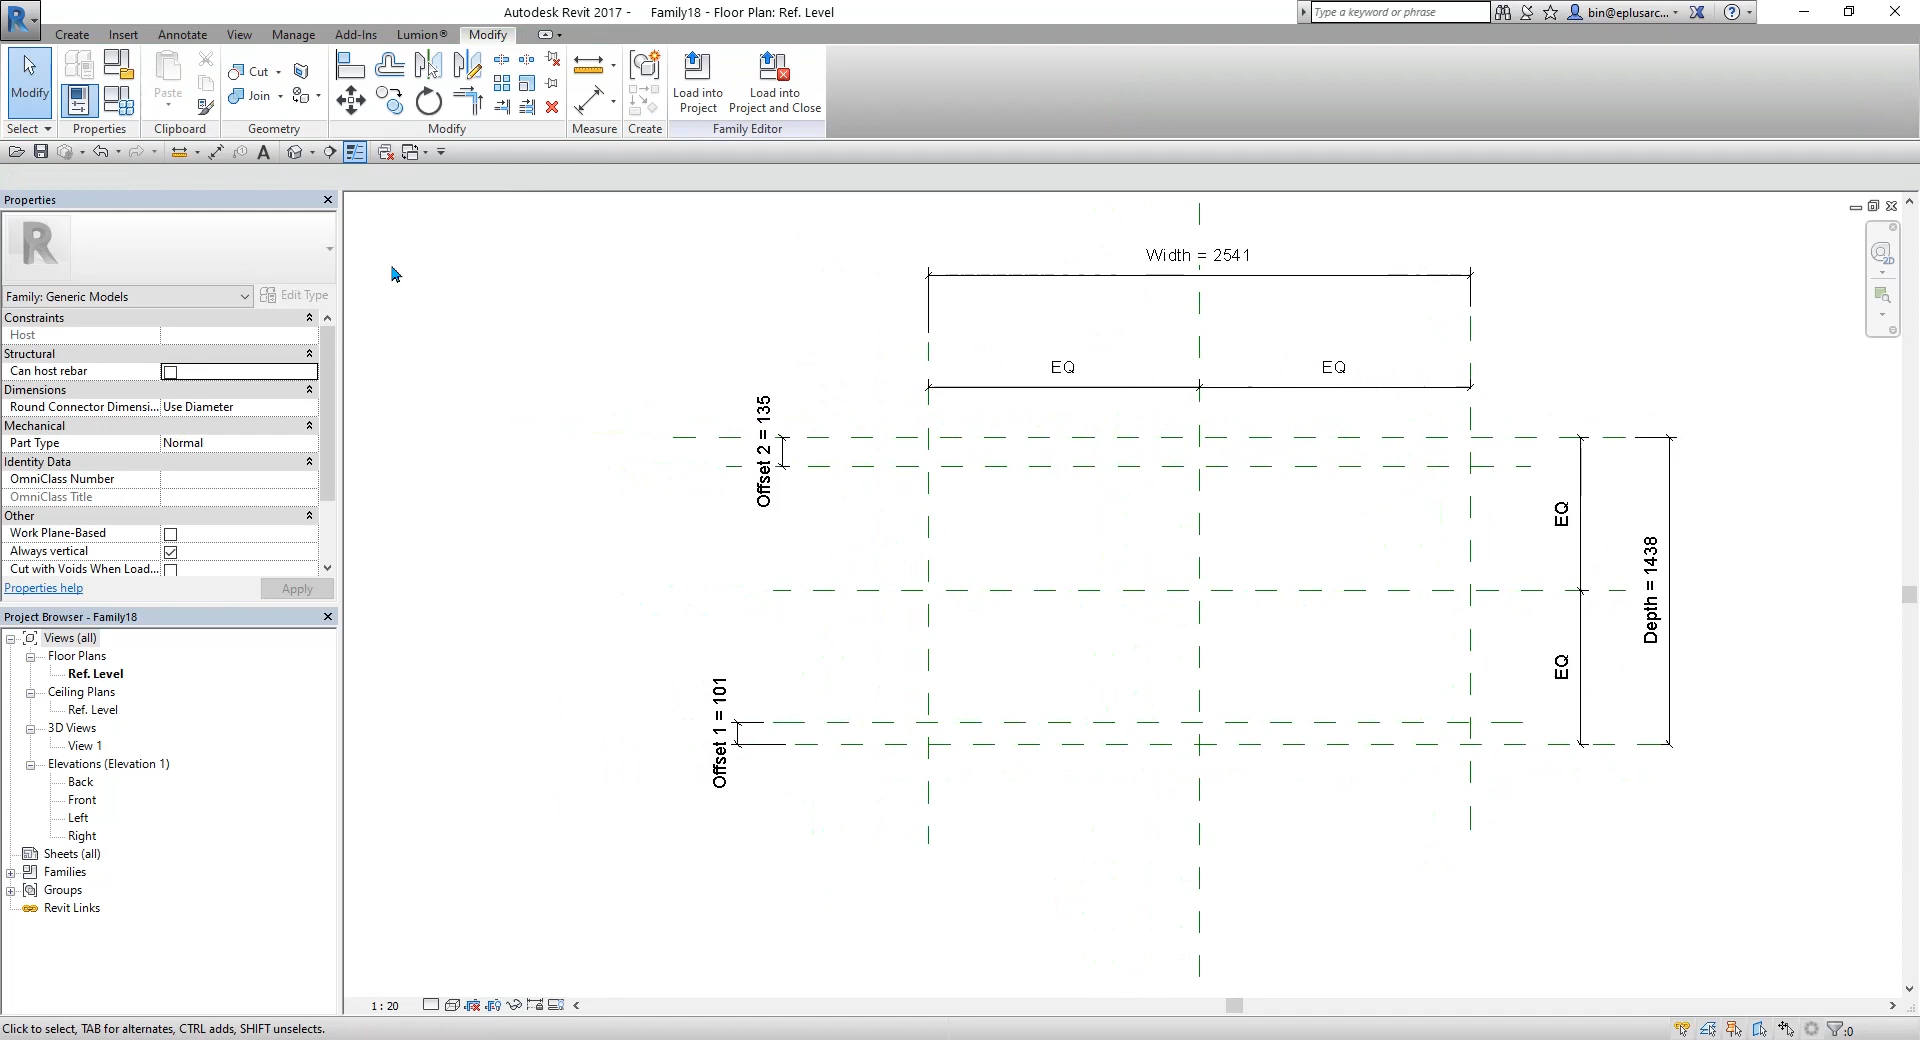 Autodesk Revit 2017 - Family18 - Floor Plan: Ref. Level
Type a keyword or phrase
bin@eplusarc...
Create Insert Annotate View Manage Add-Ins Lumion® Modify
Modify
Paste
Cut
Join
Load into Project
Load into Project and Close
Select Properties Clipboard Geometry Modify Measure Create Family Editor
Properties
Family: Generic Models
Edit Type
Constraints
Host
Structural
Can host rebar
Dimensions
Round Connector Dimensi... Use Diameter
Mechanical
Part Type Normal
Identity Data
OmniClass Number
OmniClass Title
Other
Work Plane-Based
Always vertical
Cut with Voids When Load...
Properties help
Apply
Project Browser - Family18
Views (all)
Floor Plans
Ref. Level
Ceiling Plans
Ref. Level
3D Views
View 1
Elevations (Elevation 1)
Back
Front
Left
Right
Sheets (all)
Families
Groups
Revit Links
Width = 2541
EQ EQ
Offset 2 = 135
EQ
Depth = 1438
EQ
Offset 1 = 101
2D
1 : 20
Click to select, TAB for alternates, CTRL adds, SHIFT unselects.
:0